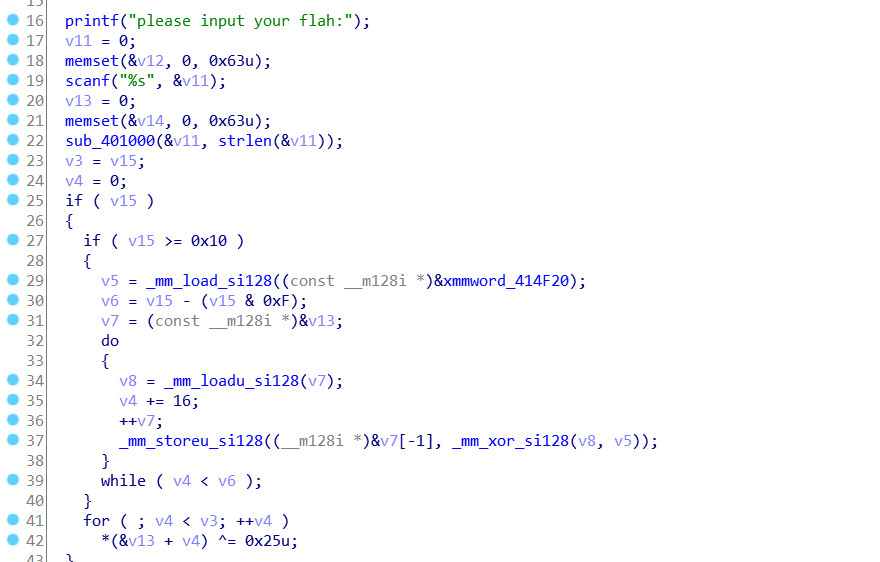 16 printf("please input your flah:");
17 v11 = 0;
18 memset(&v12, 0, 0x63u);
19 scanf("%s", &v11);
20 v13 = 0;
21 memset(&v14, 0, 0x63u);
22 sub_401000(&v11, strlen(&v11));
23 v3 = v15;
24 v4 = 0;
25 if ( v15 )
26 {
27 if ( v15 >= 0x10 )
28 {
29 v5 = _mm_load_si128((const __m128i *)&xmmword_414F20);
30 v6 = v15 - (v15 & 0xF);
31 v7 = (const __m128i *)&v13;
32 do
33 {
34 v8 = _mm_loadu_si128(v7);
35 v4 += 16;
36 ++v7;
37 _mm_storeu_si128((__m128i *)&v7[-1], _mm_xor_si128(v8, v5));
38 }
39 while ( v4 < v6 );
40 }
41 for ( ; v4 < v3; ++v4 )
42 *(&v13 + v4) ^= 0x25u;
43 }